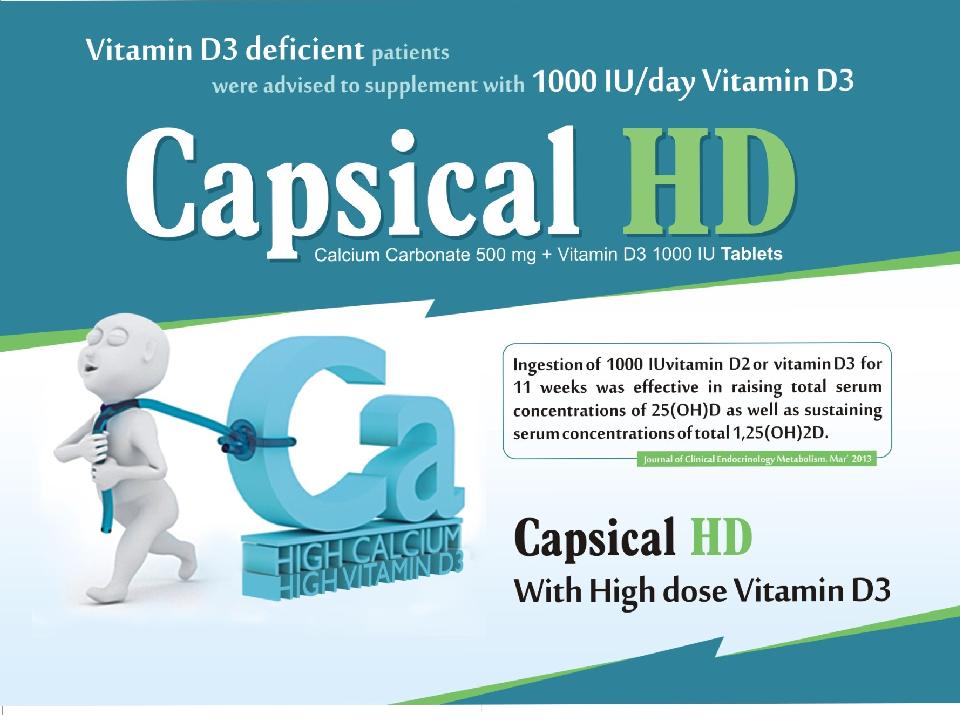 Vitamin D3 deficient patients
were advised to supplement with 1000 IU/day Vitamin D3
Capsical HD
Calcium Carbonate 500 mg + Vitamin D3 1000 IU Tablets
Ca
HIGH CALCIUM
HIGH VITAMIN D3
Ingestion of 1000 IUvitamin D2 or vitamin D3 for
11 weeks was effective in raising total serum
concentrations of 25(OH)D as well as sustaining
serum concentrations of total 1,25(OH)2D.
Journal of Clinical Endocrinology Metabolism. Mar' 2013
Capsical HD
With High dose Vitamin D3